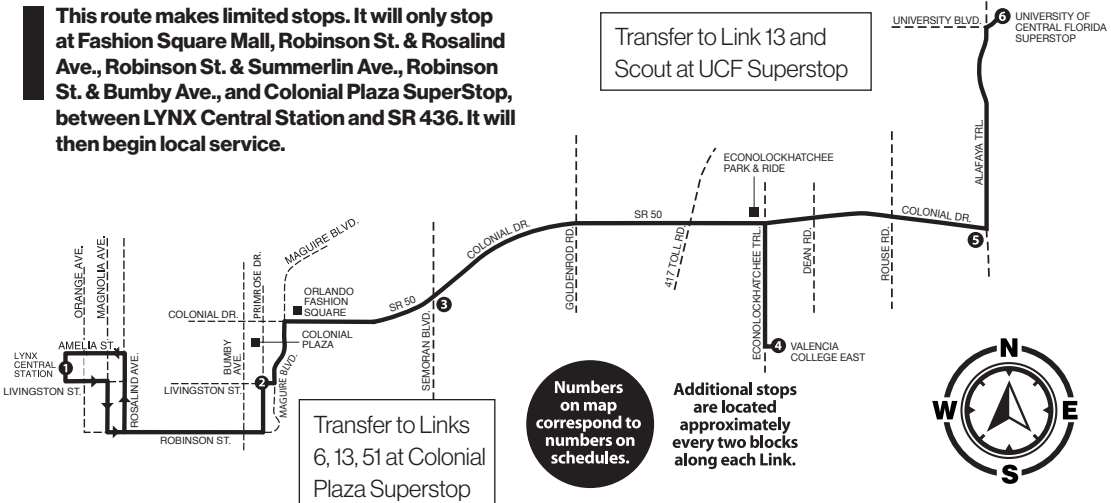 This route makes limited stops. It will only stop
at Fashion Square Mall, Robinson St. & Rosalind
Ave., Robinson St. & Summerlin Ave., Robinson
St. & Bumby Ave., and Colonial Plaza SuperStop,
between LYNX Central Station and SR 436. It will
then begin local service.
Transfer to Link 13 and
Scout at UCF Superstop
UNIVERSITY BLVD.
6
UNIVERSITY OF
CENTRAL FLORIDA
SUPERSTOP
ALAFAYA TRL.
ECONOLOCKHATCHEE
PARK & RIDE
SR 50
COLONIAL DR.
5
COLONIAL DR.
GOLDENROD RD.
417 TOLL RD.
ECONOLOCKHATCHEE TRL.
DEAN RD.
ROUSE RD.
MAGUIRE BLVD.
ORANGE AVE.
MAGNOLIA AVE.
PRIMROSE DR.
ORLANDO
FASHION
SQUARE
SR 50
3
SEMORAN BLVD.
COLONIAL DR.
COLONIAL
PLAZA
BUMBY
AVE.
AMELIA ST.
LYNX
CENTRAL
STATION
1
LIVINGSTON ST.
ROSALIND AVE.
LIVINGSTON ST.
2
MAGUIRE BLVD.
ROBINSON ST.
4
VALENCIA
COLLEGE EAST
Transfer to Links
6, 13, 51 at Colonial
Plaza Superstop
Numbers
on map
correspond to
numbers on
schedules.
Additional stops
are located
approximately
every two blocks
along each Link.
N
W
E
S